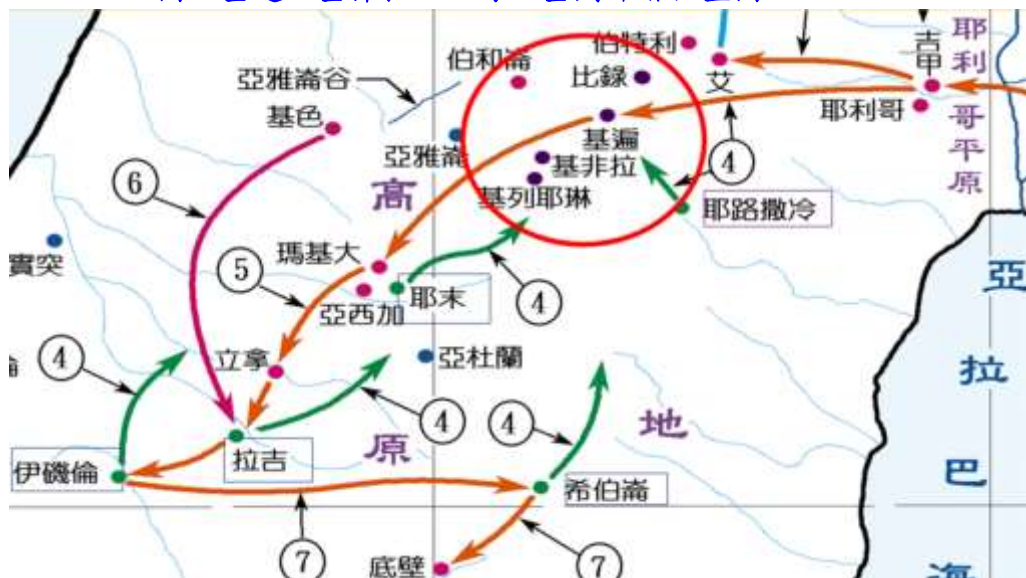 伯特利
耶利哥平原
吉甲
伯和崙
比錄
艾
亞雅崙谷
基色
耶利哥
④
基遍
亞雅崙
基非拉
⑥
高
基列耶琳
耶路撒冷
瑪基大
實突
⑤
亞
耶末
④
亞西加
④
立拿
亞杜蘭
拉
④
④
原
地
拉吉
伊磯倫
希伯崙
巴
⑦
⑦
底壁
海